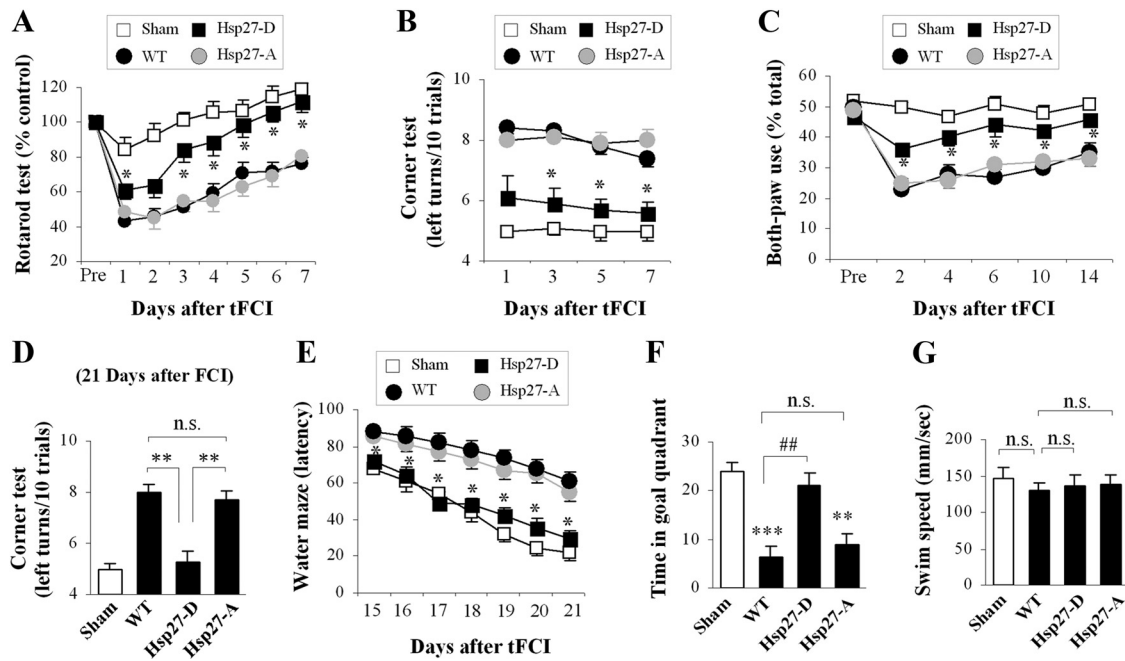 A
Sham
Hsp27-D
WT
Hsp27-A
Rotarod test (% control)
120
100
80
60
40
20
*
*
*
*
*
*
Pre
1
2
3
4
5
6
7
Days after tFCI
B
Sham
Hsp27-D
WT
Hsp27-A
Corner test
(left turns/10 trials)
10
8
6
4
*
*
*
1
3
5
7
Days after tFCI
C
Sham
Hsp27-D
WT
Hsp27-A
Both-paw use (% total)
60
50
40
30
20
10
0
*
*
*
*
*
Pre
2
4
6
10
14
Days after tFCI
D
(21 Days after FCI)
Corner test
(left turns/10 trials)
10
8
6
4
n.s.
**
**
Sham
WT
Hsp27-D
Hsp27-A
E
Sham
Hsp27-D
WT
Hsp27-A
Water maze (latency)
100
80
60
40
20
0
*
*
*
*
*
*
*
15
16
17
18
19
20
21
Days after tFCI
F
Time in goal quadrant
30
20
10
0
n.s.
##
***
**
Sham
WT
Hsp27-D
Hsp27-A
G
Swim speed (mm/sec)
200
150
100
50
0
n.s.
n.s.
n.s.
Sham
WT
Hsp27-D
Hsp27-A